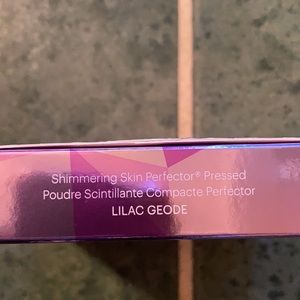 Shimmering Skin Perfector® Pressed
Poudre Scintillante Compacte Perfector
LILAC GEODE